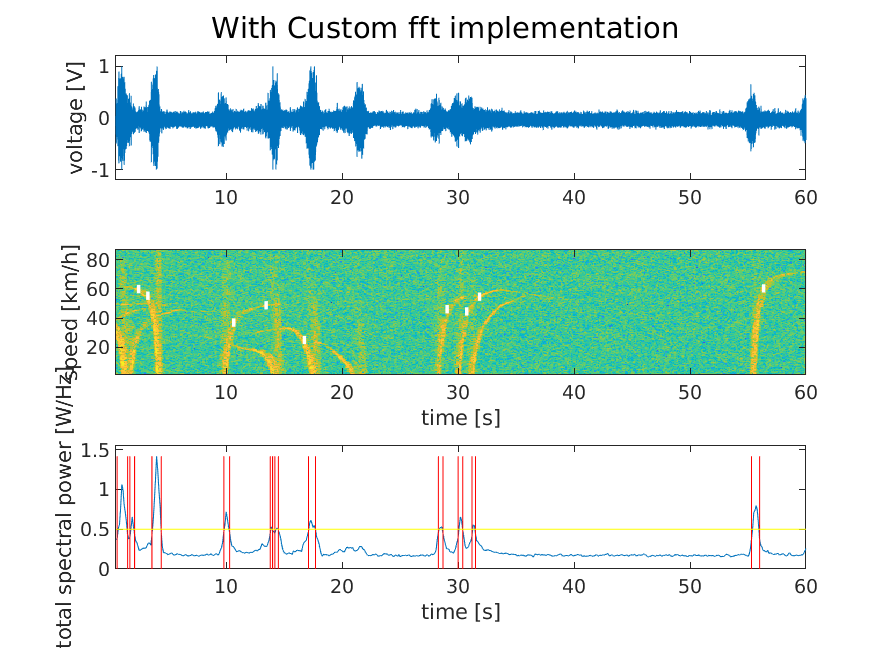 With Custom fft implementation
voltage [V]
1
0
-1
10 20 30 40 50 60
speed [km/h]
80
60
40
20
10 20 30 40 50 60
time [s]
total spectral power [W/Hz]
1.5
1
0.5
0
10 20 30 40 50 60
time [s]